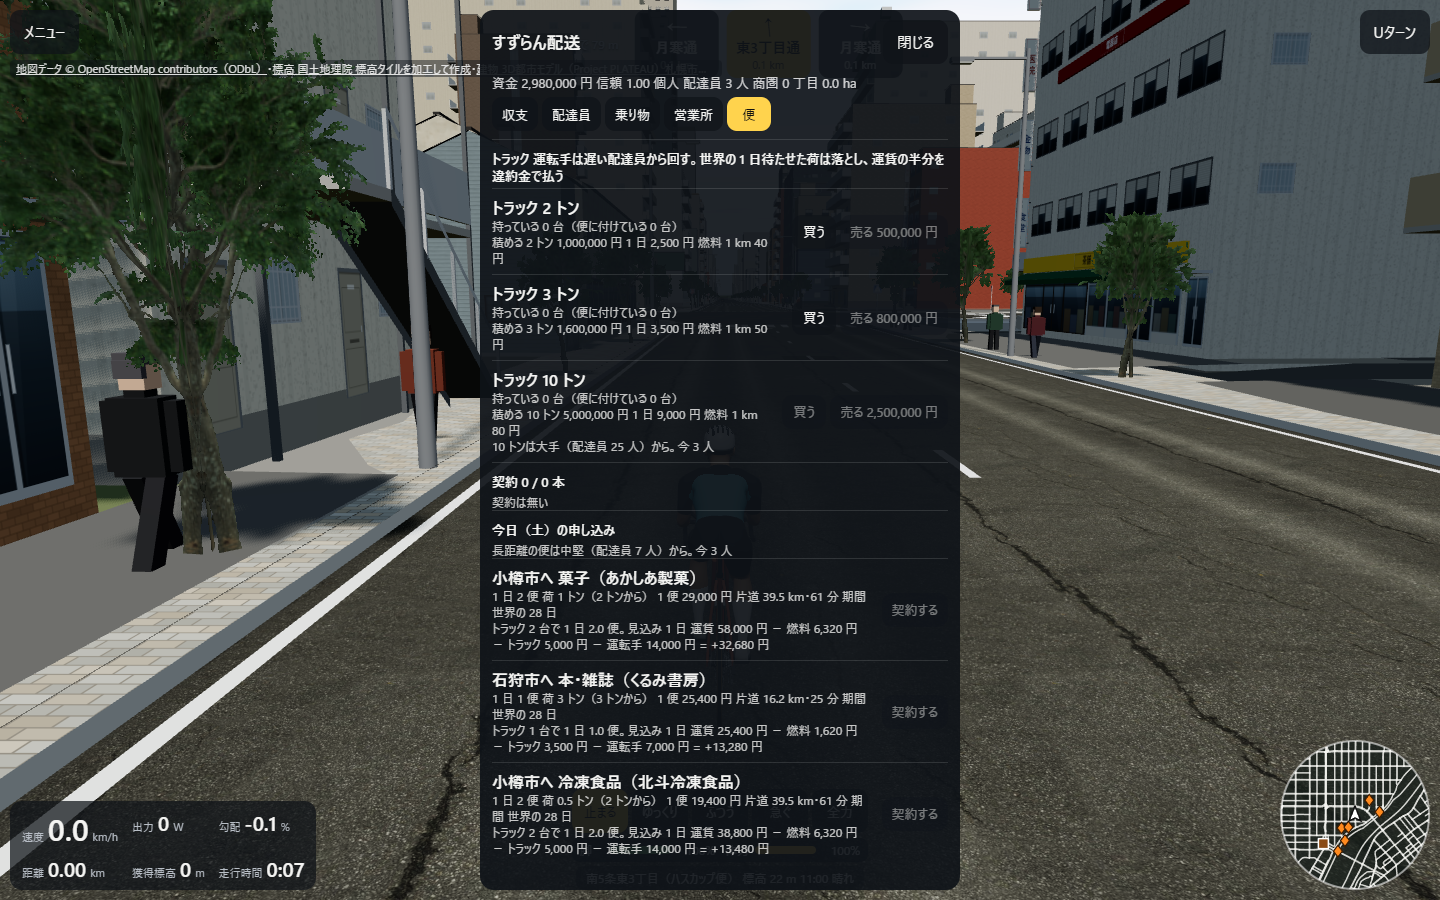 メニュー
Uターン
地図データ © OpenStreetMap contributors（ODbL）・標高 国土地理院 標高タイルを加工して作成・
すずらん配送
閉じる
資金 2,980,000 円 信頼 1.00 個人 配達員 3 人 商圏 0 丁目 0.0 ha
収支
配達員
乗り物
営業所
便
トラック 運転手は遅い配達員から回す。世界の 1 日待たせた荷は落とし、運賃の半分を
違約金で払う
トラック 2 トン
持っている 0 台（便に付けている 0 台）
積める 2 トン 1,000,000 円 1 日 2,500 円 燃料 1 km 40
円
買う
売る 500,000 円
トラック 3 トン
持っている 0 台（便に付けている 0 台）
積める 3 トン 1,600,000 円 1 日 3,500 円 燃料 1 km 50
円
買う
売る 800,000 円
トラック 10 トン
持っている 0 台（便に付けている 0 台）
積める 10 トン 5,000,000 円 1 日 9,000 円 燃料 1 km
80 円
10 トンは大手（配達員 25 人）から。今 3 人
買う
売る 2,500,000 円
契約 0 / 0 本
契約は無い
今日（土）の申し込み
長距離の便は中堅（配達員 7 人）から。今 3 人
小樽市へ 菓子（あかしあ製菓）
1 日 2 便 荷 1 トン（2 トンから） 1 便 29,000 円 片道 39.5 km・61 分 期間
世界の 28 日
トラック 2 台で 1 日 2.0 便。見込み 1 日 運賃 58,000 円 － 燃料 6,320 円
－ トラック 5,000 円 － 運転手 14,000 円 = +32,680 円
契約する
石狩市へ 本・雑誌（くるみ書房）
1 日 1 便 荷 3 トン（3 トンから） 1 便 25,400 円 片道 16.2 km・25 分 期間
世界の 28 日
トラック 1 台で 1 日 1.0 便。見込み 1 日 運賃 25,400 円 － 燃料 1,620 円
－ トラック 3,500 円 － 運転手 7,000 円 = +13,280 円
契約する
小樽市へ 冷凍食品（北斗冷凍食品）
1 日 2 便 荷 0.5 トン（2 トンから） 1 便 19,400 円 片道 39.5 km・61 分 期
間 世界の 28 日
トラック 2 台で 1 日 2.0 便。見込み 1 日 運賃 38,800 円 － 燃料 6,320 円
－ トラック 5,000 円 － 運転手 14,000 円 = +13,480 円
契約する
速度 0.0 km/h
出力 0 W
勾配 -0.1 %
距離 0.00 km
獲得標高 0 m
走行時間 0:07